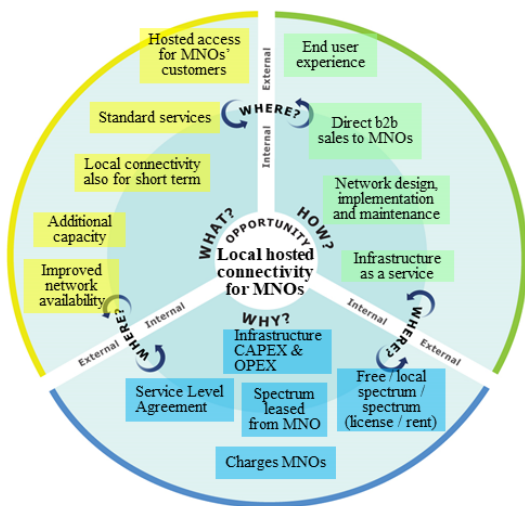 Hosted access
for MNOs'
customers
End user
experience
External
WHERE?
Internal
Standard services
Direct b2b
sales to MNOs
Local connectivity
also for short term
Network design,
implementation
and maintenance
WHAT?
OPPORTUNITY
HOW?
Local hosted
connectivity
for MNOs
Additional
capacity
Improved
network
availability
Infrastructure
as a service
WHERE?
Internal
External
WHERE?
Internal
External
WHY?
Infrastructure
CAPEX &
OPEX
Service Level
Agreement
Spectrum
leased
from MNO
Free / local
spectrum /
spectrum
(license / rent)
Charges MNOs